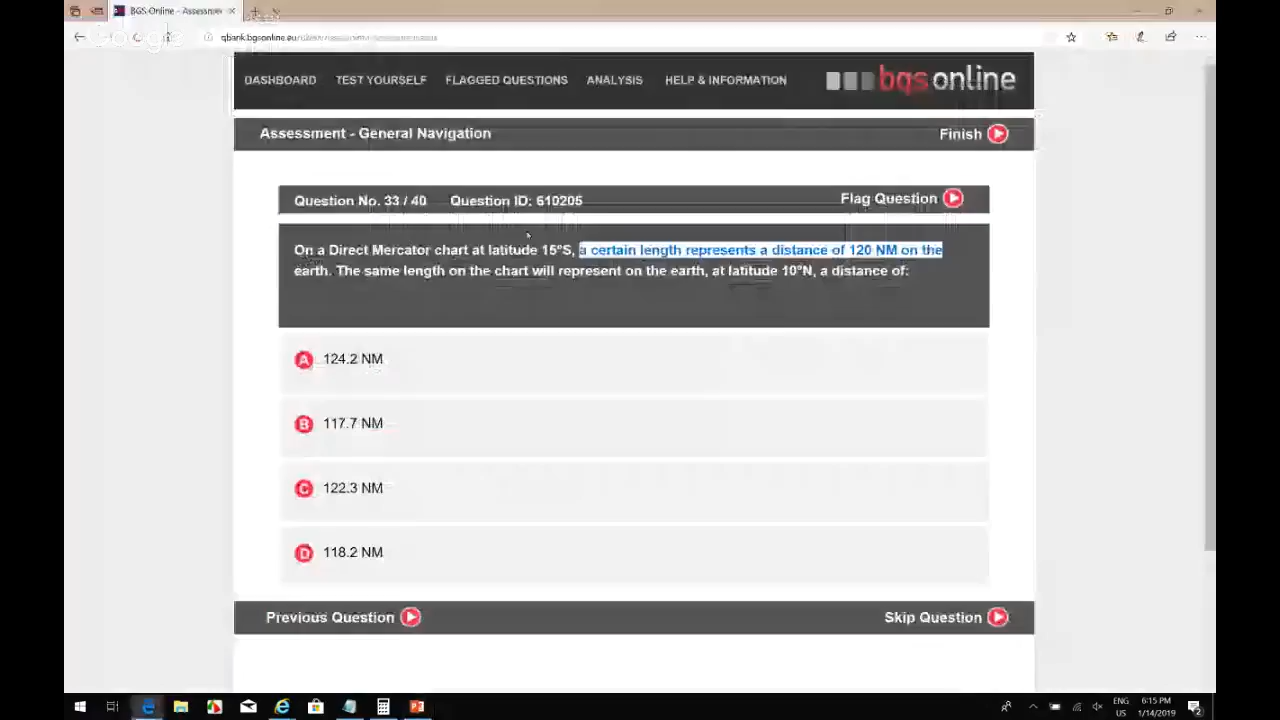 BGS-Online - Assessmen
qbank.bgsonline.eu
DASHBOARD TEST YOURSELF FLAGGED QUESTIONS ANALYSIS HELP & INFORMATION bgs online
Assessment - General Navigation Finish
Question No. 33 / 40 Question ID: 610205 Flag Question
On a Direct Mercator chart at latitude 15°S, a certain length represents a distance of 120 NM on the
earth. The same length on the chart will represent on the earth, at latitude 10°N, a distance of:
A 124.2 NM
B 117.7 NM
C 122.3 NM
D 118.2 NM
Previous Question Skip Question
ENG 6:15 PM
US 1/14/2019 2